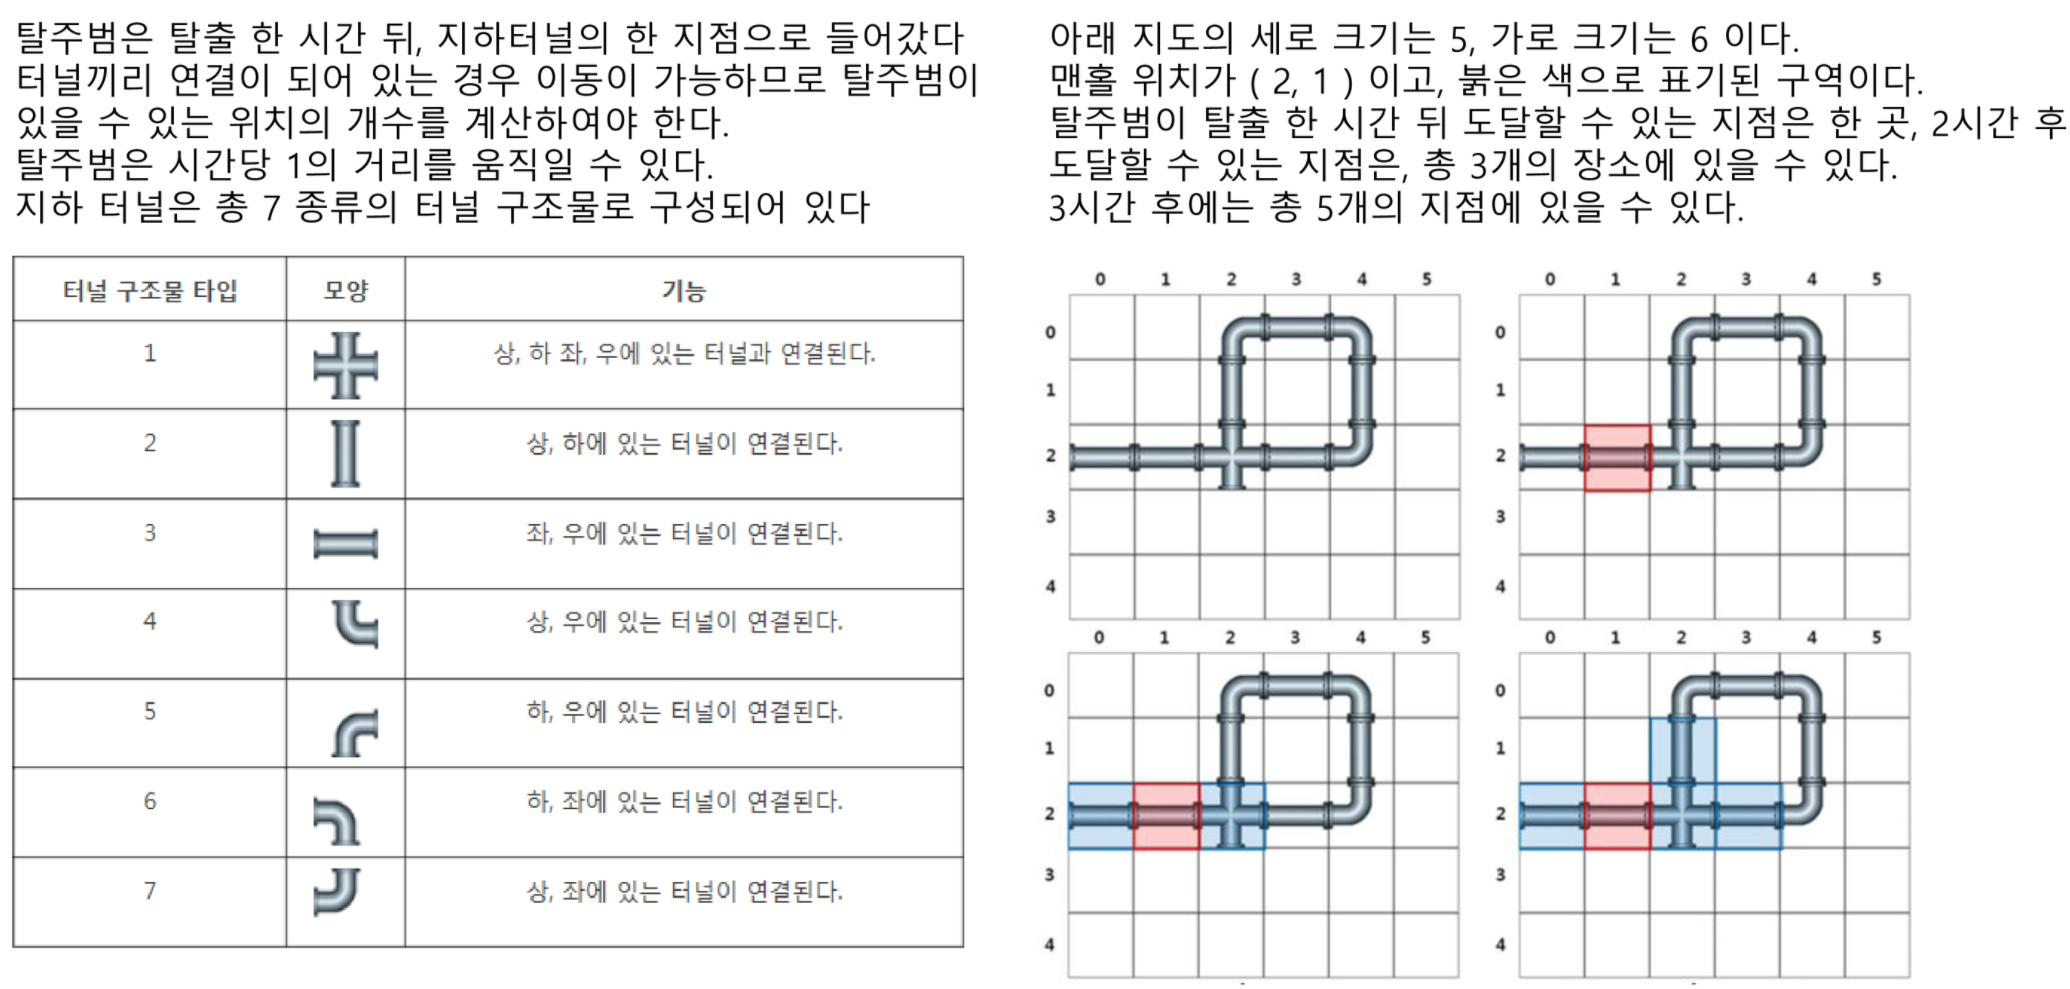 탈주범은 탈출 한 시간 뒤, 지하터널의 한 지점으로 들어갔다
터널끼리 연결이 되어 있는 경우 이동이 가능하므로 탈주범이
있을 수 있는 위치의 개수를 계산하여야 한다.
탈주범은 시간당 1의 거리를 움직일 수 있다.
지하 터널은 총 7 종류의 터널 구조물로 구성되어 있다
터널 구조물 타입 모양 기능
1 상, 하 좌, 우에 있는 터널과 연결된다.
2 상, 하에 있는 터널이 연결된다.
3 좌, 우에 있는 터널이 연결된다.
4 상, 우에 있는 터널이 연결된다.
5 하, 우에 있는 터널이 연결된다.
6 하, 좌에 있는 터널이 연결된다.
7 상, 좌에 있는 터널이 연결된다.
아래 지도의 세로 크기는 5, 가로 크기는 6 이다.
맨홀 위치가 ( 2, 1 ) 이고, 붉은 색으로 표기된 구역이다.
탈주범이 탈출 한 시간 뒤 도달할 수 있는 지점은 한 곳, 2시간 후
도달할 수 있는 지점은, 총 3개의 장소에 있을 수 있다.
3시간 후에는 총 5개의 지점에 있을 수 있다.
0 1 2 3 4 5
0
1
2
3
4
0 1 2 3 4 5
0
1
2
3
4
0 1 2 3 4 5
0
1
2
3
4
0 1 2 3 4 5
0
1
2
3
4